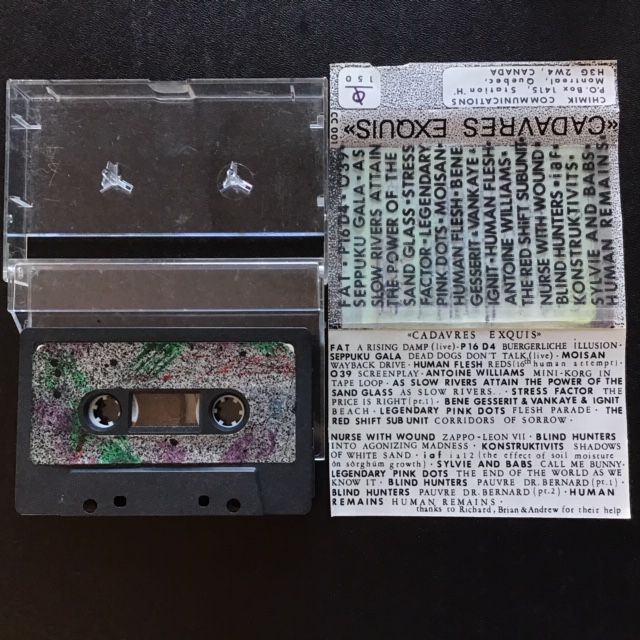 CHIMIK COMMUNICATIONS
P.O. Box 1415, Station "H"
Montreal, Quebec,
H3G 2W4, CANADA
150
CC 001
«CADAVRES EXQUIS»
FAT • P16 D4 • O39 •
SEPPUKU GALA • AS
SLOW RIVERS ATTAIN
THE POWER OF THE
SAND GLASS • STRESS
FACTOR • LEGENDARY
PINK DOTS • MOISAN •
HUMAN FLESH • BENE
GESSERIT & VANKAYE &
IGNIT • HUMAN FLESH •
ANTOINE WILLIAMS •
THE RED SHIFT SUBUNIT
NURSE WITH WOUND •
BLIND HUNTERS • iaF •
KONSTRUKTIVITS •
SYLVIE AND BABS •
HUMAN REMAINS
«CADAVRES EXQUIS»
FAT A RISING DAMP (live) • P16 D4 BUERGERLICHE ILLUSION •
SEPPUKU GALA DEAD DOGS DON'T TALK (live) • MOISAN
WAYBACK DRIVE • HUMAN FLESH REDS (16th human attempt) •
O39 SCREENPLAY • ANTOINE WILLIAMS MINI-KORG IN
TAPE LOOP • AS SLOW RIVERS ATTAIN THE POWER OF THE
SAND GLASS AS SLOW RIVERS.. • STRESS FACTOR THE
PRICE IS RIGHT (pt.1) • BENE GESSERIT & VANKAYE & IGNIT
BEACH • LEGENDARY PINK DOTS FLESH PARADE • THE
RED SHIFT SUB UNIT CORRIDORS OF SORROW •
NURSE WITH WOUND ZAPPO-LEON VII • BLIND HUNTERS
INTO AGONIZING MADNESS • KONSTRUKTIVITS SHADOWS
OF WHITE SAND • iaf ia12 (the effect of soil moisture
on sorghum growth) • SYLVIE AND BABS CALL ME BUNNY •
LEGENDARY PINK DOTS THE END OF THE WORLD AS WE
KNOW IT • BLIND HUNTERS PAUVRE DR. BERNARD (pt.1) •
BLIND HUNTERS PAUVRE DR. BERNARD (pt.2) • HUMAN
REMAINS HUMAN REMAINS •
thanks to Richard, Brian & Andrew for their help